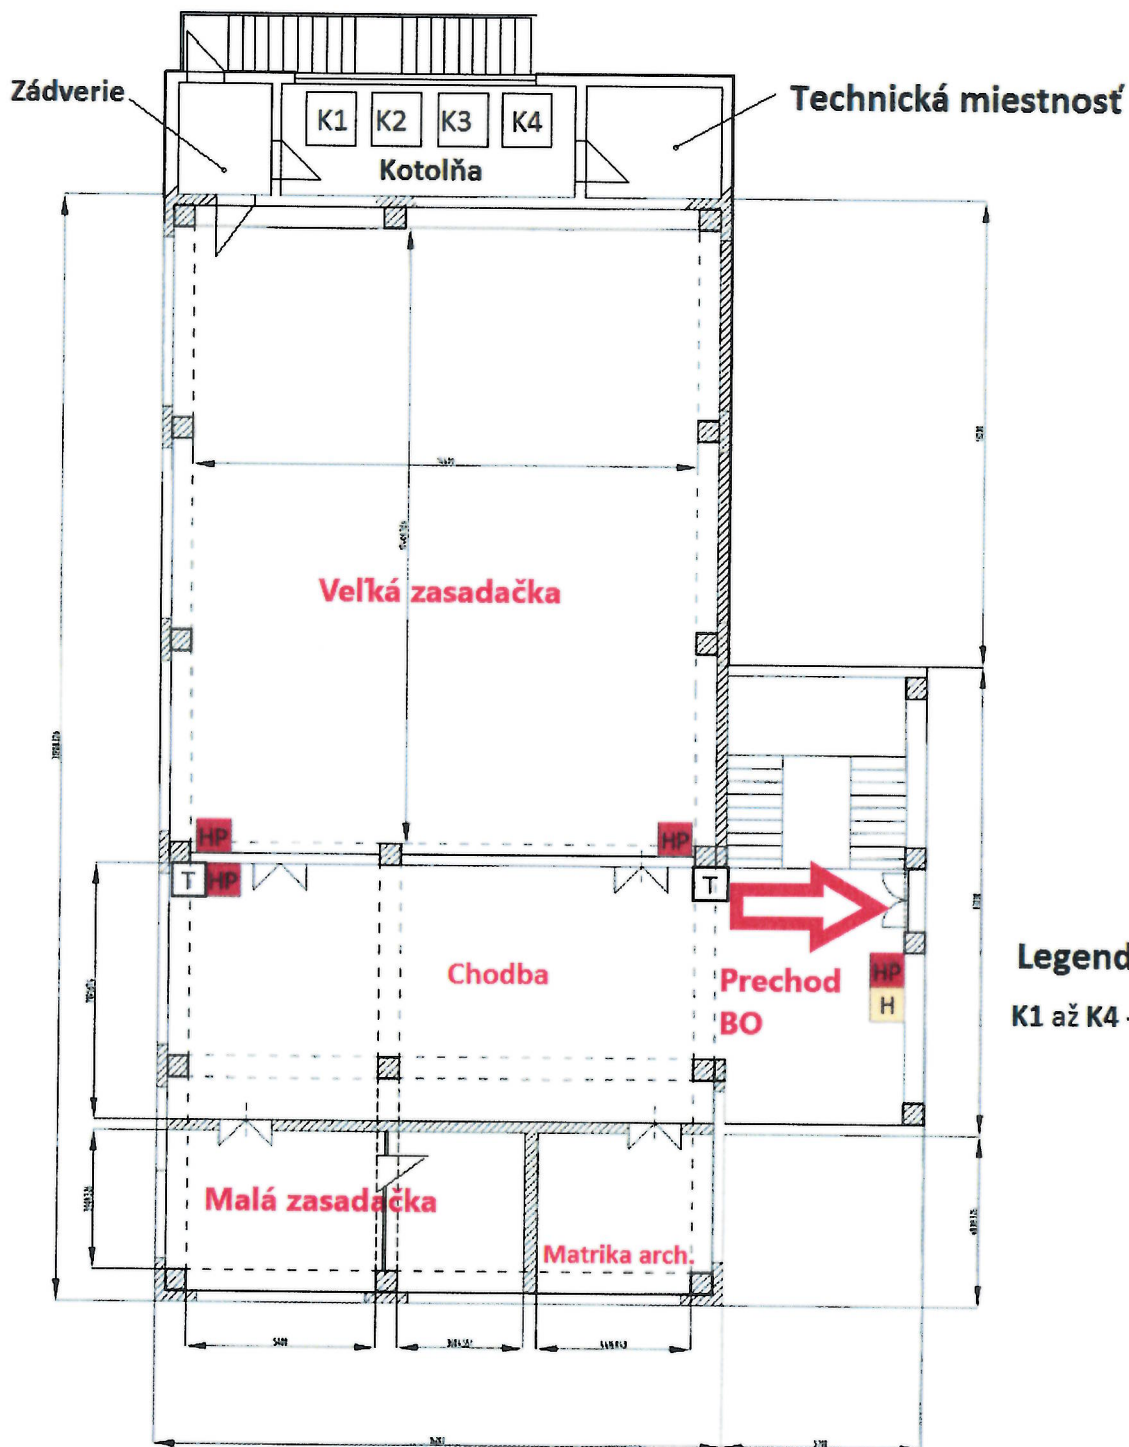 Zádverie
Technická miestnosť
K1 K2 K3 K4
Kotolňa
Veľká zasadačka
HP
HP
T HP
T
Chodba
Prechod
BO
HP
H
Legend
K1 až K4 -
Malá zasadačka
Matrika arch.
5400